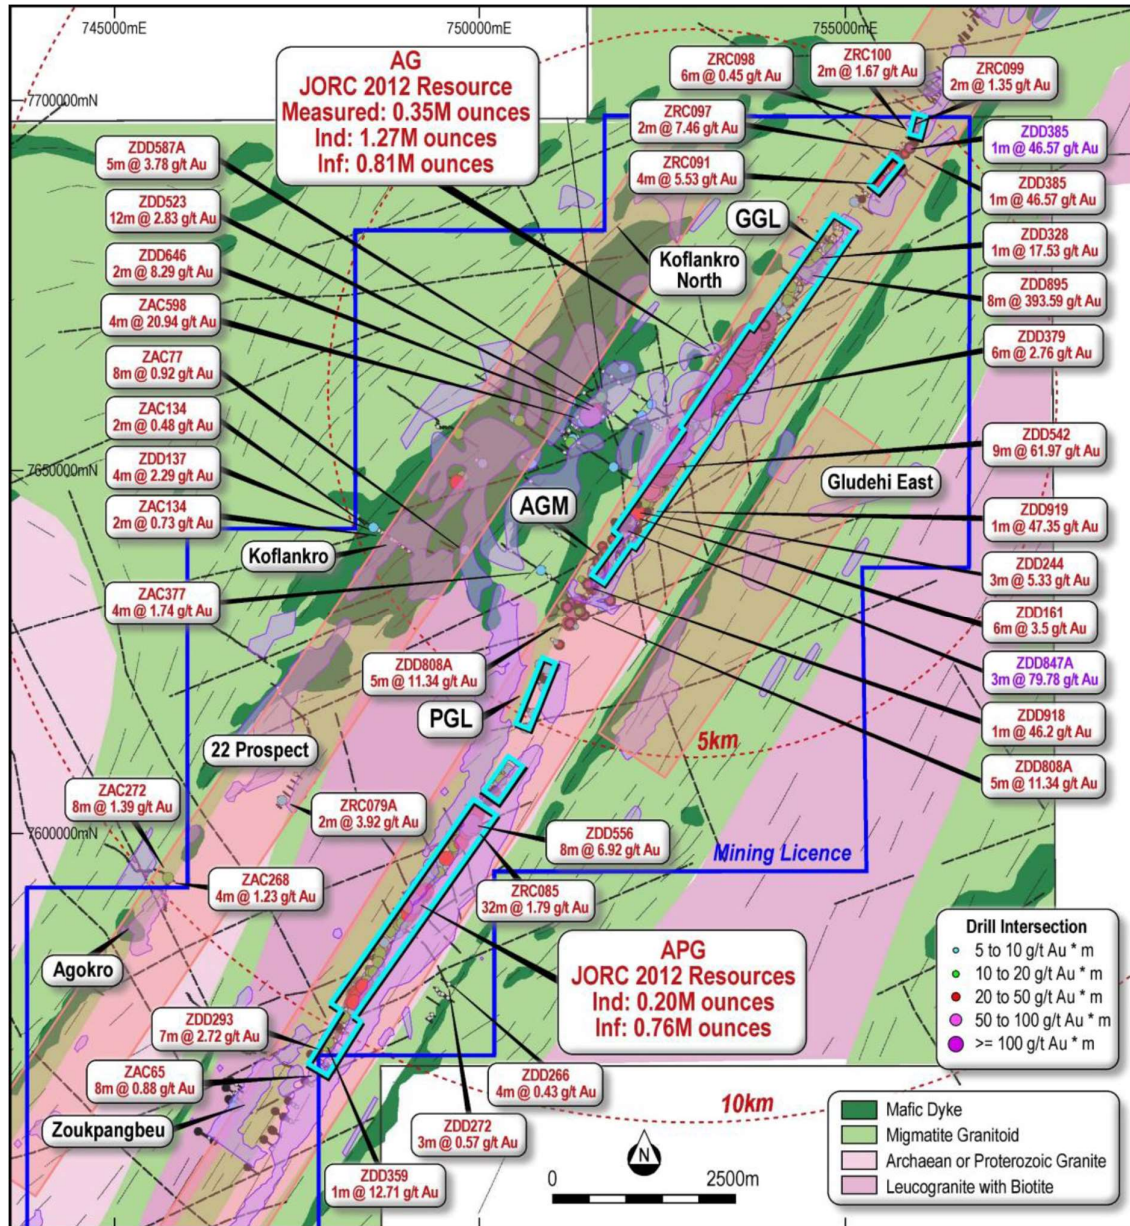 745000mE
750000mE
755000mE
7700000mN
7650000mN
7600000mN
AG
JORC 2012 Resource
Measured: 0.35M ounces
Ind: 1.27M ounces
Inf: 0.81M ounces
ZRC098
6m @ 0.45 g/t Au
ZRC100
2m @ 1.67 g/t Au
ZRC099
2m @ 1.35 g/t Au
ZRC097
2m @ 7.46 g/t Au
ZRC091
4m @ 5.53 g/t Au
ZDD385
1m @ 46.57 g/t Au
ZDD385
1m @ 46.57 g/t Au
ZDD328
1m @ 17.53 g/t Au
ZDD895
8m @ 393.59 g/t Au
ZDD379
6m @ 2.76 g/t Au
ZDD542
9m @ 61.97 g/t Au
ZDD919
1m @ 47.35 g/t Au
ZDD244
3m @ 5.33 g/t Au
ZDD161
6m @ 3.5 g/t Au
ZDD847A
3m @ 79.78 g/t Au
ZDD918
1m @ 46.2 g/t Au
ZDD808A
5m @ 11.34 g/t Au
ZDD587A
5m @ 3.78 g/t Au
ZDD523
12m @ 2.83 g/t Au
ZDD646
2m @ 8.29 g/t Au
ZAC598
4m @ 20.94 g/t Au
ZAC77
8m @ 0.92 g/t Au
ZAC134
2m @ 0.48 g/t Au
ZDD137
4m @ 2.29 g/t Au
ZAC134
2m @ 0.73 g/t Au
ZAC377
4m @ 1.74 g/t Au
GGL
Koflankro
North
Gludehi East
AGM
Koflankro
ZDD808A
5m @ 11.34 g/t Au
PGL
5km
22 Prospect
ZAC272
8m @ 1.39 g/t Au
ZRC079A
2m @ 3.92 g/t Au
ZDD556
8m @ 6.92 g/t Au
Mining Licence
ZAC268
4m @ 1.23 g/t Au
ZRC085
32m @ 1.79 g/t Au
Agokro
APG
JORC 2012 Resources
Ind: 0.20M ounces
Inf: 0.76M ounces
ZDD293
7m @ 2.72 g/t Au
ZAC65
8m @ 0.88 g/t Au
Zoukpangbeu
ZDD266
4m @ 0.43 g/t Au
ZDD272
3m @ 0.57 g/t Au
ZDD359
1m @ 12.71 g/t Au
10km
N
0
2500m
Drill Intersection
5 to 10 g/t Au * m
10 to 20 g/t Au * m
20 to 50 g/t Au * m
50 to 100 g/t Au * m
>= 100 g/t Au * m
Mafic Dyke
Migmatite Granitoid
Archaean or Proterozoic Granite
Leucogranite with Biotite